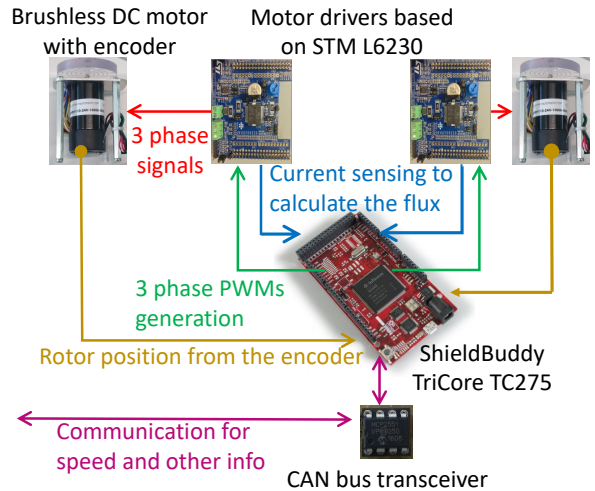 Brushless DC motor
with encoder
Motor drivers based
on STM L6230
3 phase
signals
Current sensing to
calculate the flux
3 phase PWMs
generation
Rotor position from the encoder
ShieldBuddy
TriCore TC275
Communication for
speed and other info
MCP2551
CAN bus transceiver